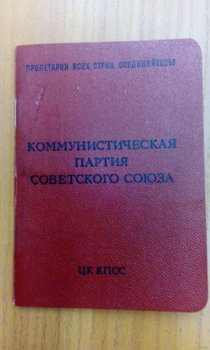 ПРОЛЕТАРИИ ВСЕХ СТРАН, СОЕДИНЯЙТЕСЬ!
КОММУНИСТИЧЕСКАЯ
ПАРТИЯ
СОВЕТСКОГО СОЮЗА
ЦК КПСС